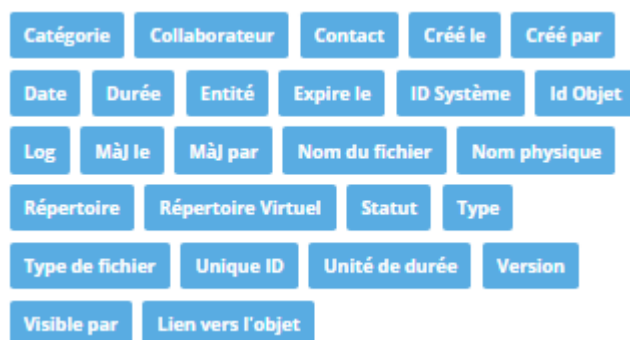 Catégorie Collaborateur Contact Créé le Créé par
Date Durée Entité Expire le ID Système Id Objet
Log MàJ le MàJ par Nom du fichier Nom physique
Répertoire Répertoire Virtuel Statut Type
Type de fichier Unique ID Unité de durée Version
Visible par Lien vers l'objet